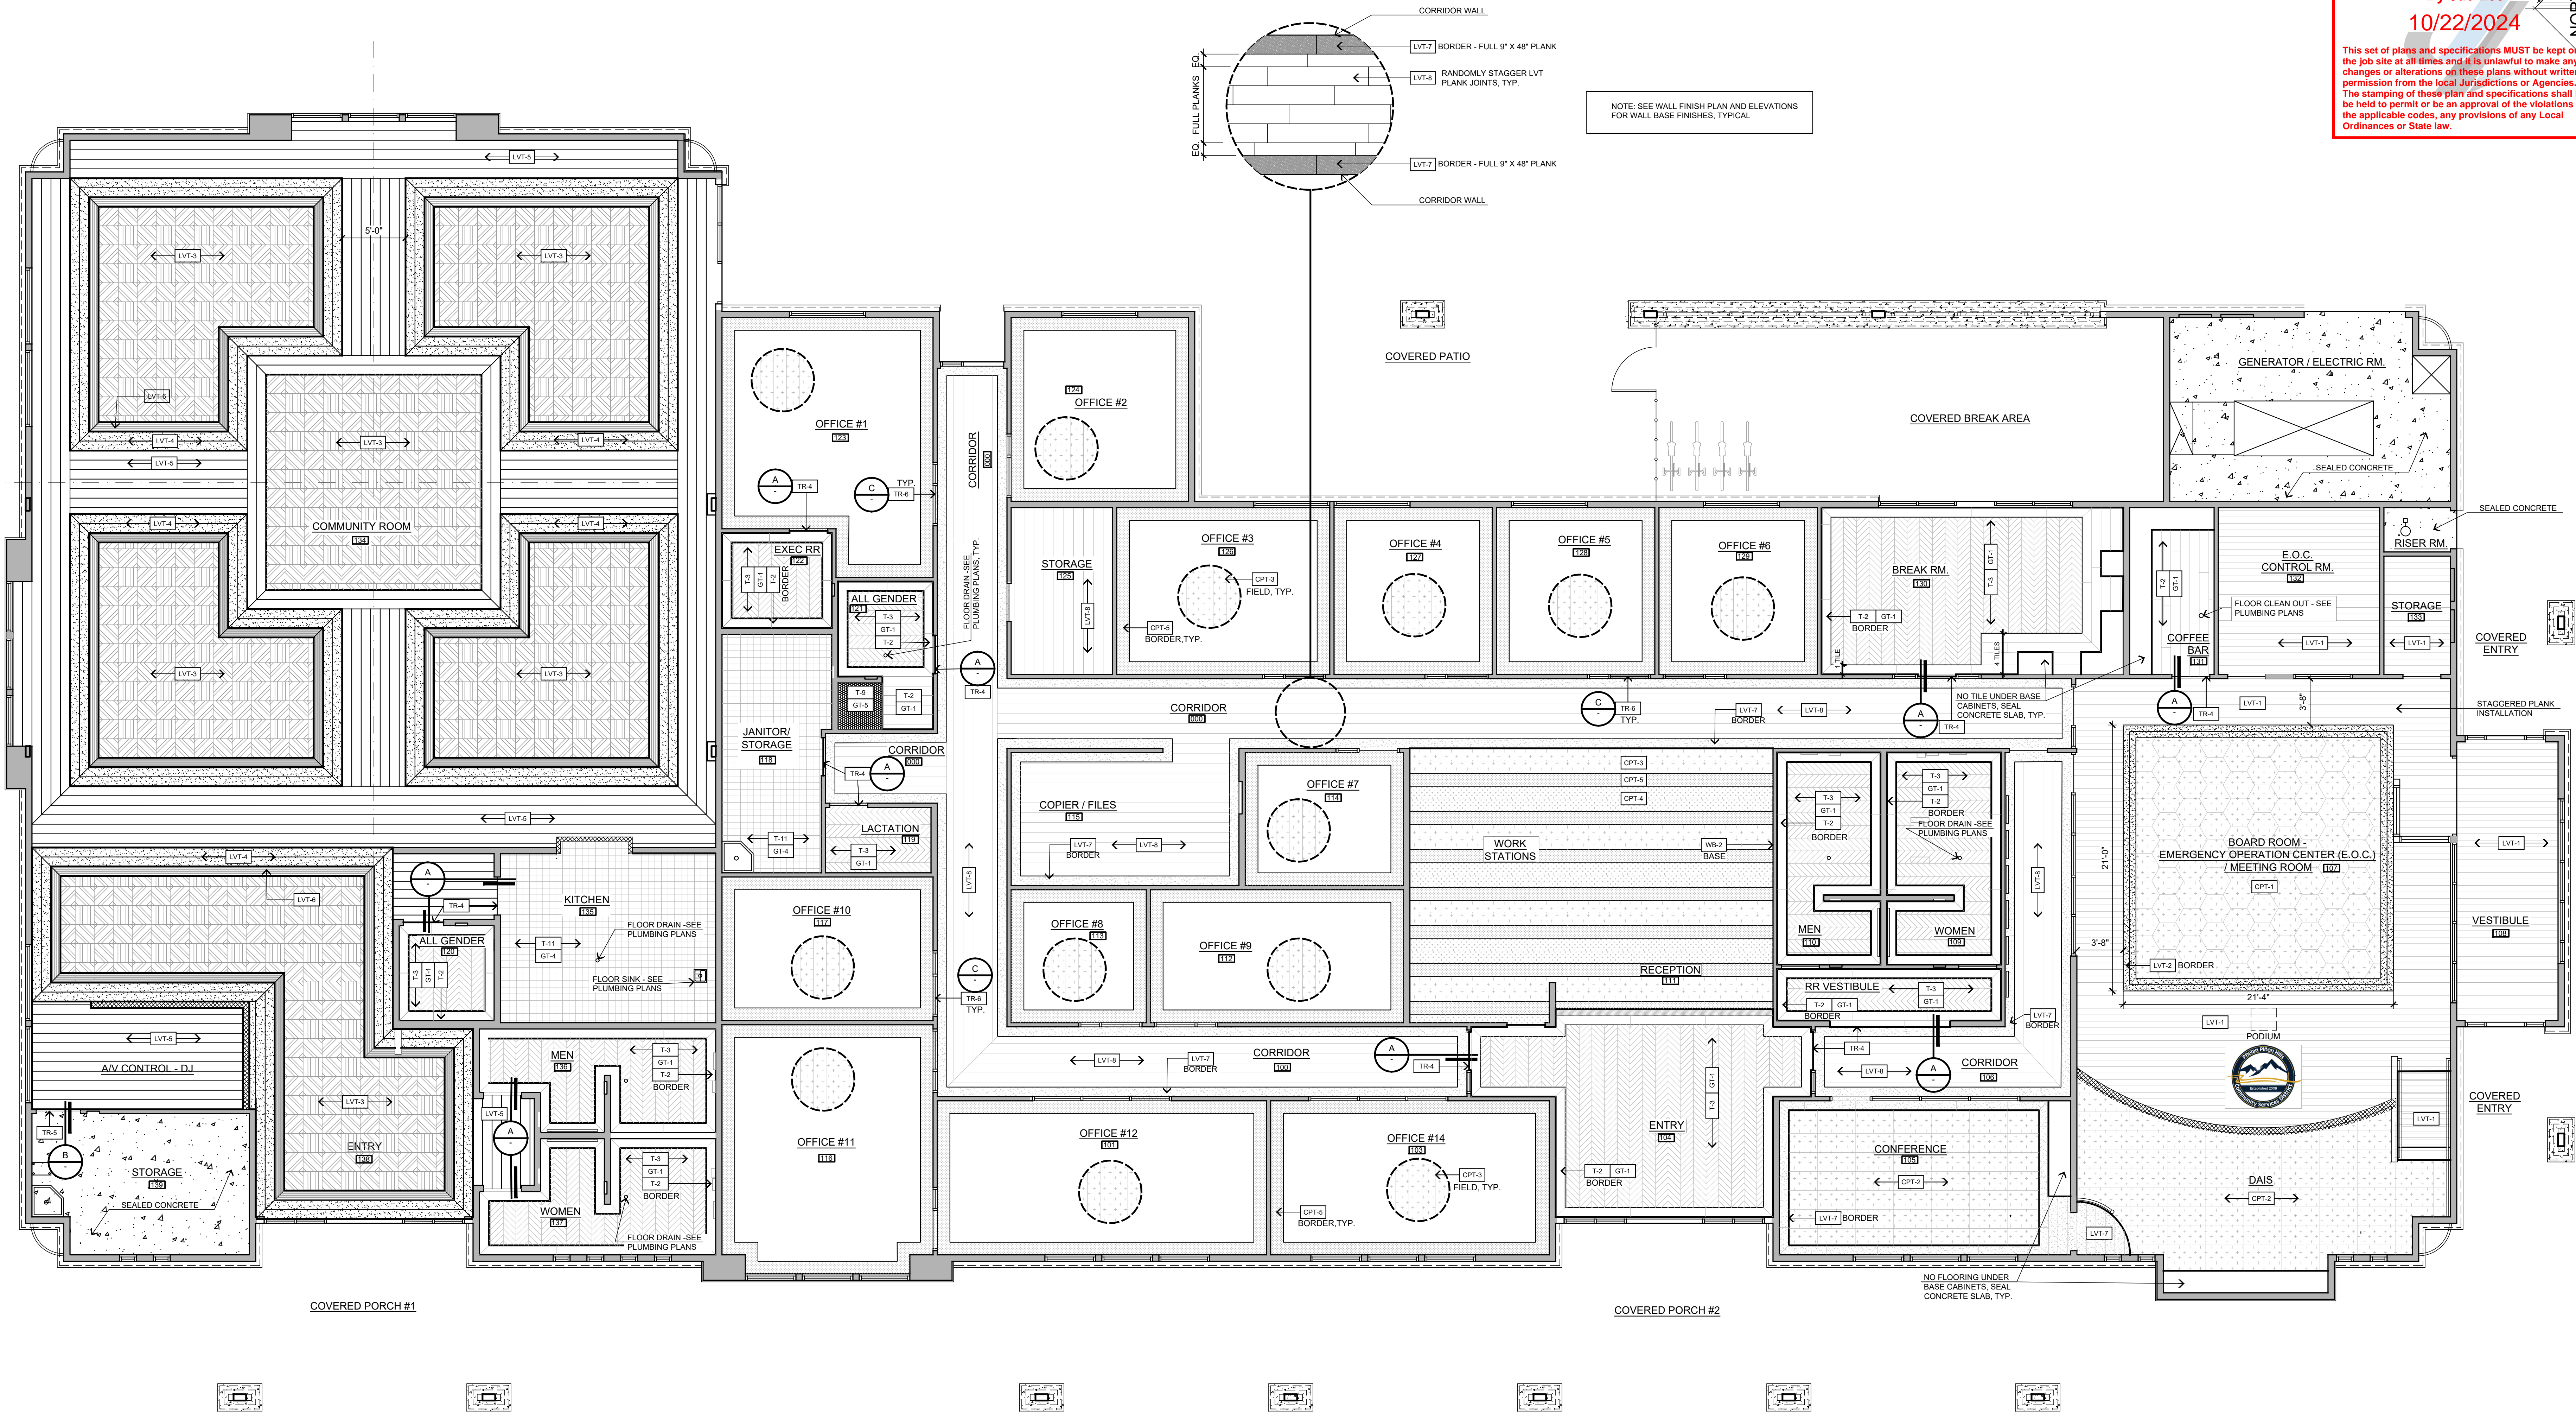 CORRIDOR WALL
LVT-7 BORDER - FULL 9" X 48" PLANK
EQ.
FULL PLANKS
EQ.
LVT-8 RANDOMLY STAGGER LVT
PLANK JOINTS, TYP.
LVT-7 BORDER - FULL 9" X 48" PLANK
CORRIDOR WALL
NOTE: SEE WALL FINISH PLAN AND ELEVATIONS
FOR WALL BASE FINISHES, TYPICAL
10/22/2024
This set of plans and specifications MUST be kept
the job site at all times and it is unlawful to make any
changes or alterations on these plans without written
permission from the local Jurisdictions or Agencies.
The stamping of these plan and specifications shall
be held to permit or be an approval of the violations
the applicable codes, any provisions of any Local
Ordinances or State law.
LVT-5
LVT-3
5'-0"
LVT-3
LVT-6
LVT-4
LVT-3
LVT-4
LVT-5
LVT-4
COMMUNITY ROOM
134
LVT-4
LVT-3
LVT-3
LVT-5
OFFICE #1
123
A
-
TR-4
C
-
TYP.
TR-6
CORRIDOR
000
124
OFFICE #2
COVERED PATIO
COVERED BREAK AREA
GENERATOR / ELECTRIC RM.
SEALED CONCRETE
SEALED CONCRETE
RISER RM.
EXEC RR
122
T-3
GT-1
T-2
BORDER
ALL GENDER
121
T-3
GT-1
T-2
FLOOR DRAIN -SEE
PLUMBING PLANS, TYP.
T-9
GT-5
T-2
GT-1
A
-
TR-4
STORAGE
125
LVT-8
OFFICE #3
126
CPT-3
FIELD, TYP.
CPT-5
BORDER,TYP.
OFFICE #4
127
OFFICE #5
128
OFFICE #6
129
BREAK RM.
130
GT-1
T-3
T-2 GT-1
BORDER
1 TILE
4 TILES
T-2
GT-1
COFFEE
BAR
131
FLOOR CLEAN OUT - SEE
PLUMBING PLANS
E.O.C.
CONTROL RM.
132
LVT-1
STORAGE
133
LVT-1
COVERED
ENTRY
JANITOR/
STORAGE
118
T-11
GT-4
CORRIDOR
000
TR-4
A
-
LACTATION
119
T-3
GT-1
CORRIDOR
000
C
-
TR-6
TYP.
LVT-7
BORDER
LVT-8
A
-
TR-4
NO TILE UNDER BASE
CABINETS, SEAL
CONCRETE SLAB, TYP.
A
-
TR-4
LVT-1
3'-8"
STAGGERED PLANK
INSTALLATION
COPIER / FILES
115
LVT-7
BORDER
LVT-8
LVT-8
OFFICE #7
114
CPT-3
CPT-5
CPT-4
WORK
STATIONS
WB-2
BASE
RECEPTION
111
T-3
GT-1
T-2
BORDER
MEN
110
T-3
GT-1
T-2
BORDER
FLOOR DRAIN -SEE
PLUMBING PLANS
WOMEN
109
LVT-8
21'-0"
BOARD ROOM -
EMERGENCY OPERATION CENTER (E.O.C.)
/ MEETING ROOM 107
CPT-1
3'-8"
LVT-2 BORDER
21'-4"
LVT-1
VESTIBULE
108
LVT-4
LVT-6
A
-
TR-4
ALL GENDER
120
T-3
GT-1
T-2
KITCHEN
135
T-11
GT-4
FLOOR DRAIN -SEE
PLUMBING PLANS
FLOOR SINK - SEE
PLUMBING PLANS
OFFICE #10
117
C
-
TR-6
TYP.
OFFICE #8
113
OFFICE #9
112
RR VESTIBULE
T-3
GT-1
T-2 GT-1
BORDER
LVT-7
BORDER
LVT-1
PODIUM
Phelan Piñon Hills
Community Services District
LVT-5
A/V CONTROL - DJ
LVT-3
ENTRY
138
TR-5
B
-
STORAGE
139
SEALED CONCRETE
MEN
136
T-3
GT-1
T-2
BORDER
LVT-5
A
-
WOMEN
137
T-3
GT-1
T-2
BORDER
FLOOR DRAIN -SEE
PLUMBING PLANS
OFFICE #11
116
LVT-8
LVT-7
BORDER
CORRIDOR
100
A
-
TR-4
OFFICE #12
101
OFFICE #14
103
CPT-3
FIELD, TYP.
CPT-5
BORDER,TYP.
GT-1
T-3
ENTRY
104
T-2 GT-1
BORDER
TR-4
LVT-8
A
-
CORRIDOR
106
CONFERENCE
105
CPT-2
LVT-7 BORDER
LVT-7
DAIS
CPT-2
LVT-1
COVERED
ENTRY
NO FLOORING UNDER
BASE CABINETS, SEAL
CONCRETE SLAB, TYP.
COVERED PORCH #1
COVERED PORCH #2